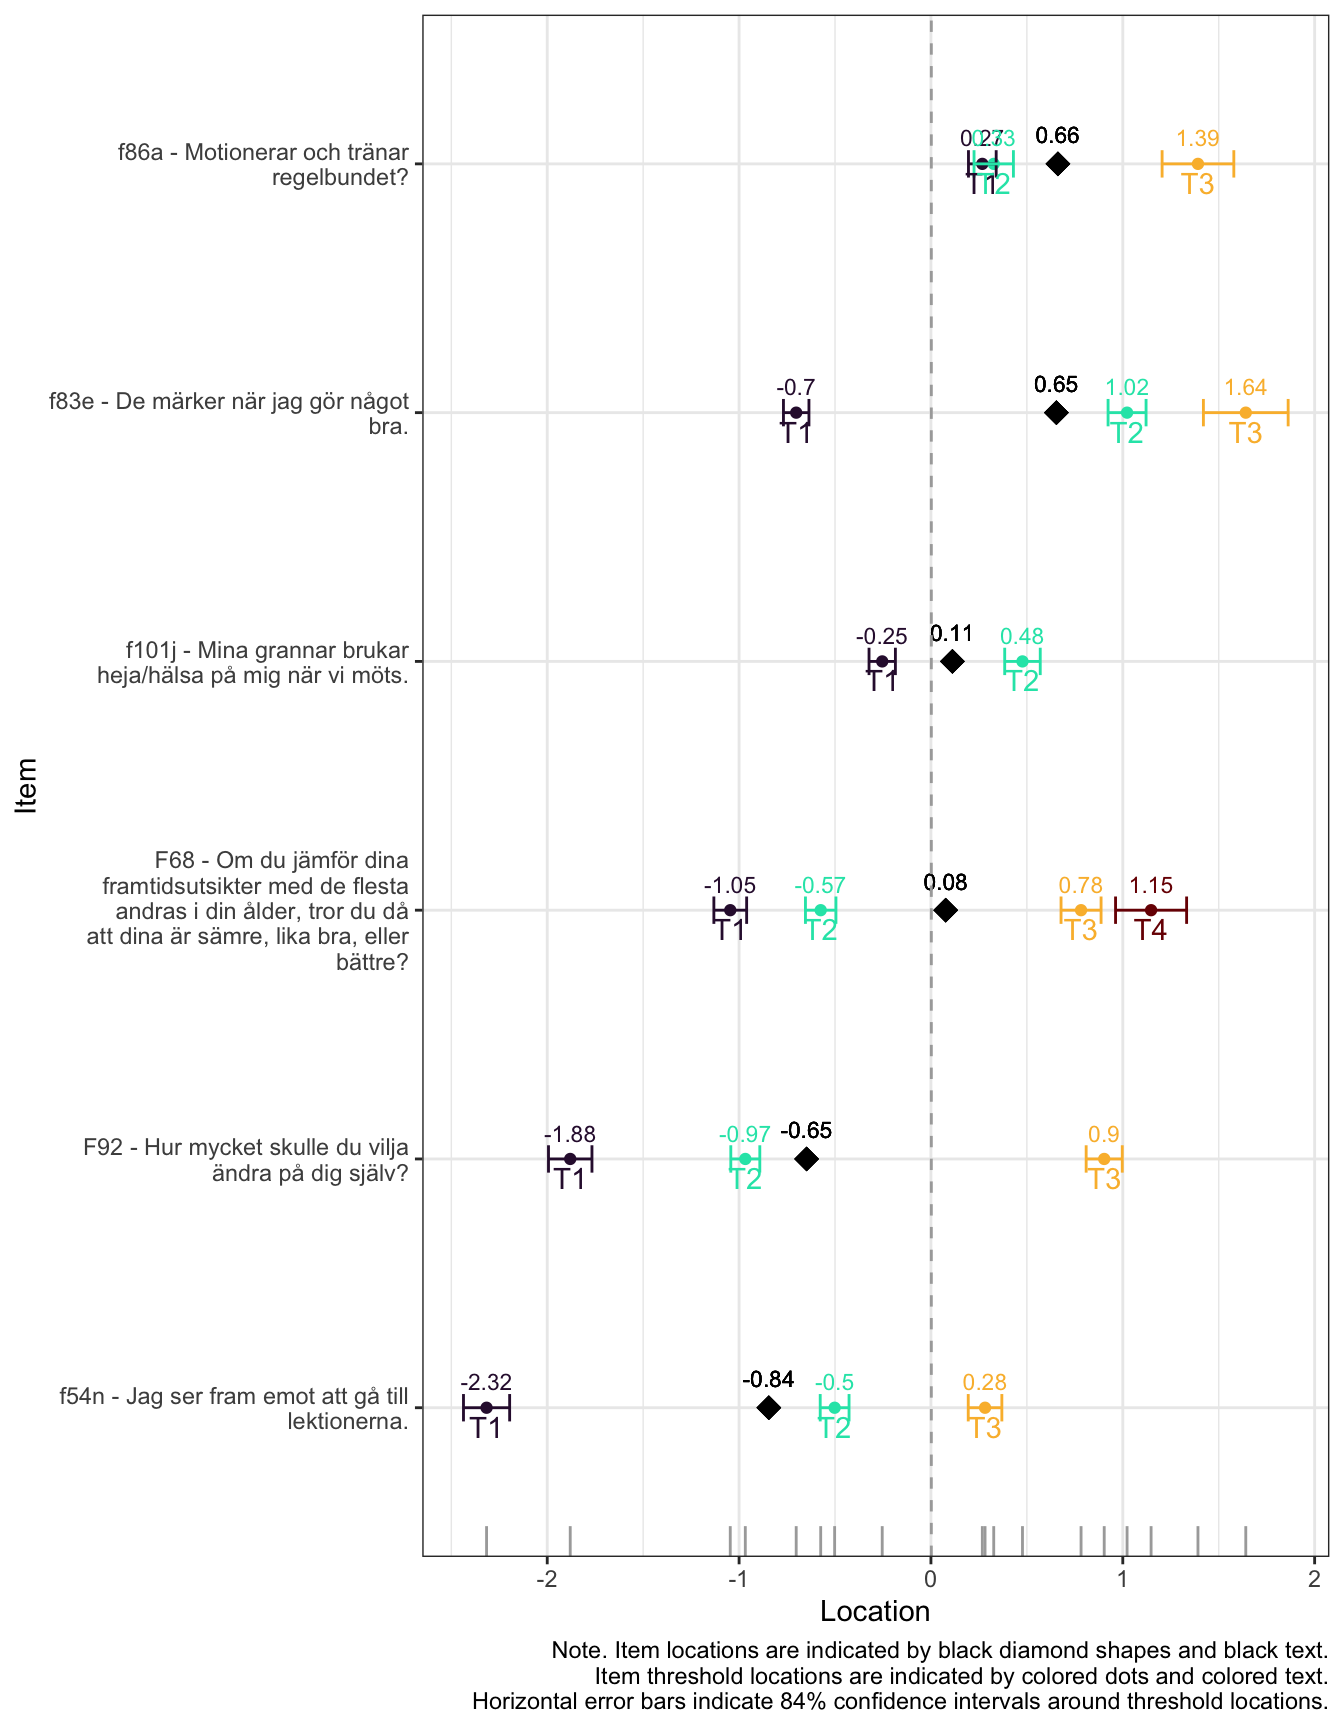 0.27
0.33
0.66
1.39
f86a - Motionerar och tränar
regelbundet?
T1
T2
T3
-0.7
0.65
1.02
1.64
f83e - De märker när jag gör något
bra.
T1
T2
T3
-0.25
0.11
0.48
f101j - Mina grannar brukar
heja/hälsa på mig när vi möts.
T1
T2
Item
F68 - Om du jämför dina
framtidsutsikter med de flesta
andras i din ålder, tror du då
att dina är sämre, lika bra, eller
bättre?
-1.05
-0.57
0.08
0.78
1.15
T1
T2
T3
T4
-1.88
-0.97
-0.65
0.9
F92 - Hur mycket skulle du vilja
ändra på dig själv?
T1
T2
T3
-2.32
-0.84
-0.5
0.28
f54n - Jag ser fram emot att gå till
lektionerna.
T1
T2
T3
-2
-1
0
1
2
Location
Note. Item locations are indicated by black diamond shapes and black text.
Item threshold locations are indicated by colored dots and colored text.
Horizontal error bars indicate 84% confidence intervals around threshold locations.